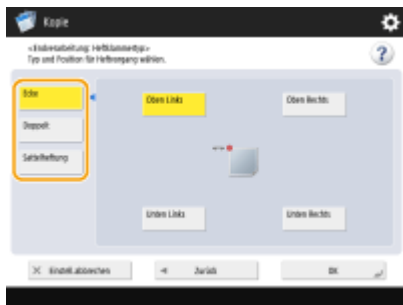 Kopie
<Endverarbeitung: Heftklammertyp>
Typ und Position für Heftvorgang wählen.
?
Ecke
Oben Links
Oben Rechts
Doppelt
Sattelheftung
Unten Links
Unten Rechts
Einstell. abbrechen
Zurück
OK